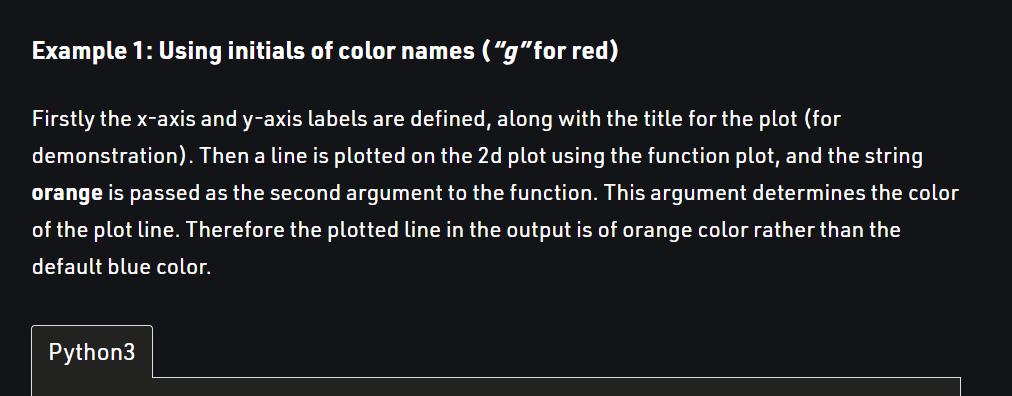 Example 1: Using initials of color names (“g”for red)
Firstly the x-axis and y-axis labels are defined, along with the title for the plot (for
demonstration). Then a line is plotted on the 2d plot using the function plot, and the string
orange is passed as the second argument to the function. This argument determines the color
of the plot line. Therefore the plotted line in the output is of orange color rather than the
default blue color.
Python3